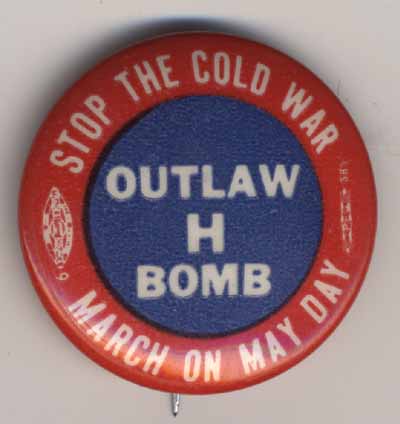 STOP THE COLD WAR
OUTLAW
H
BOMB
MARCH ON MAY DAY